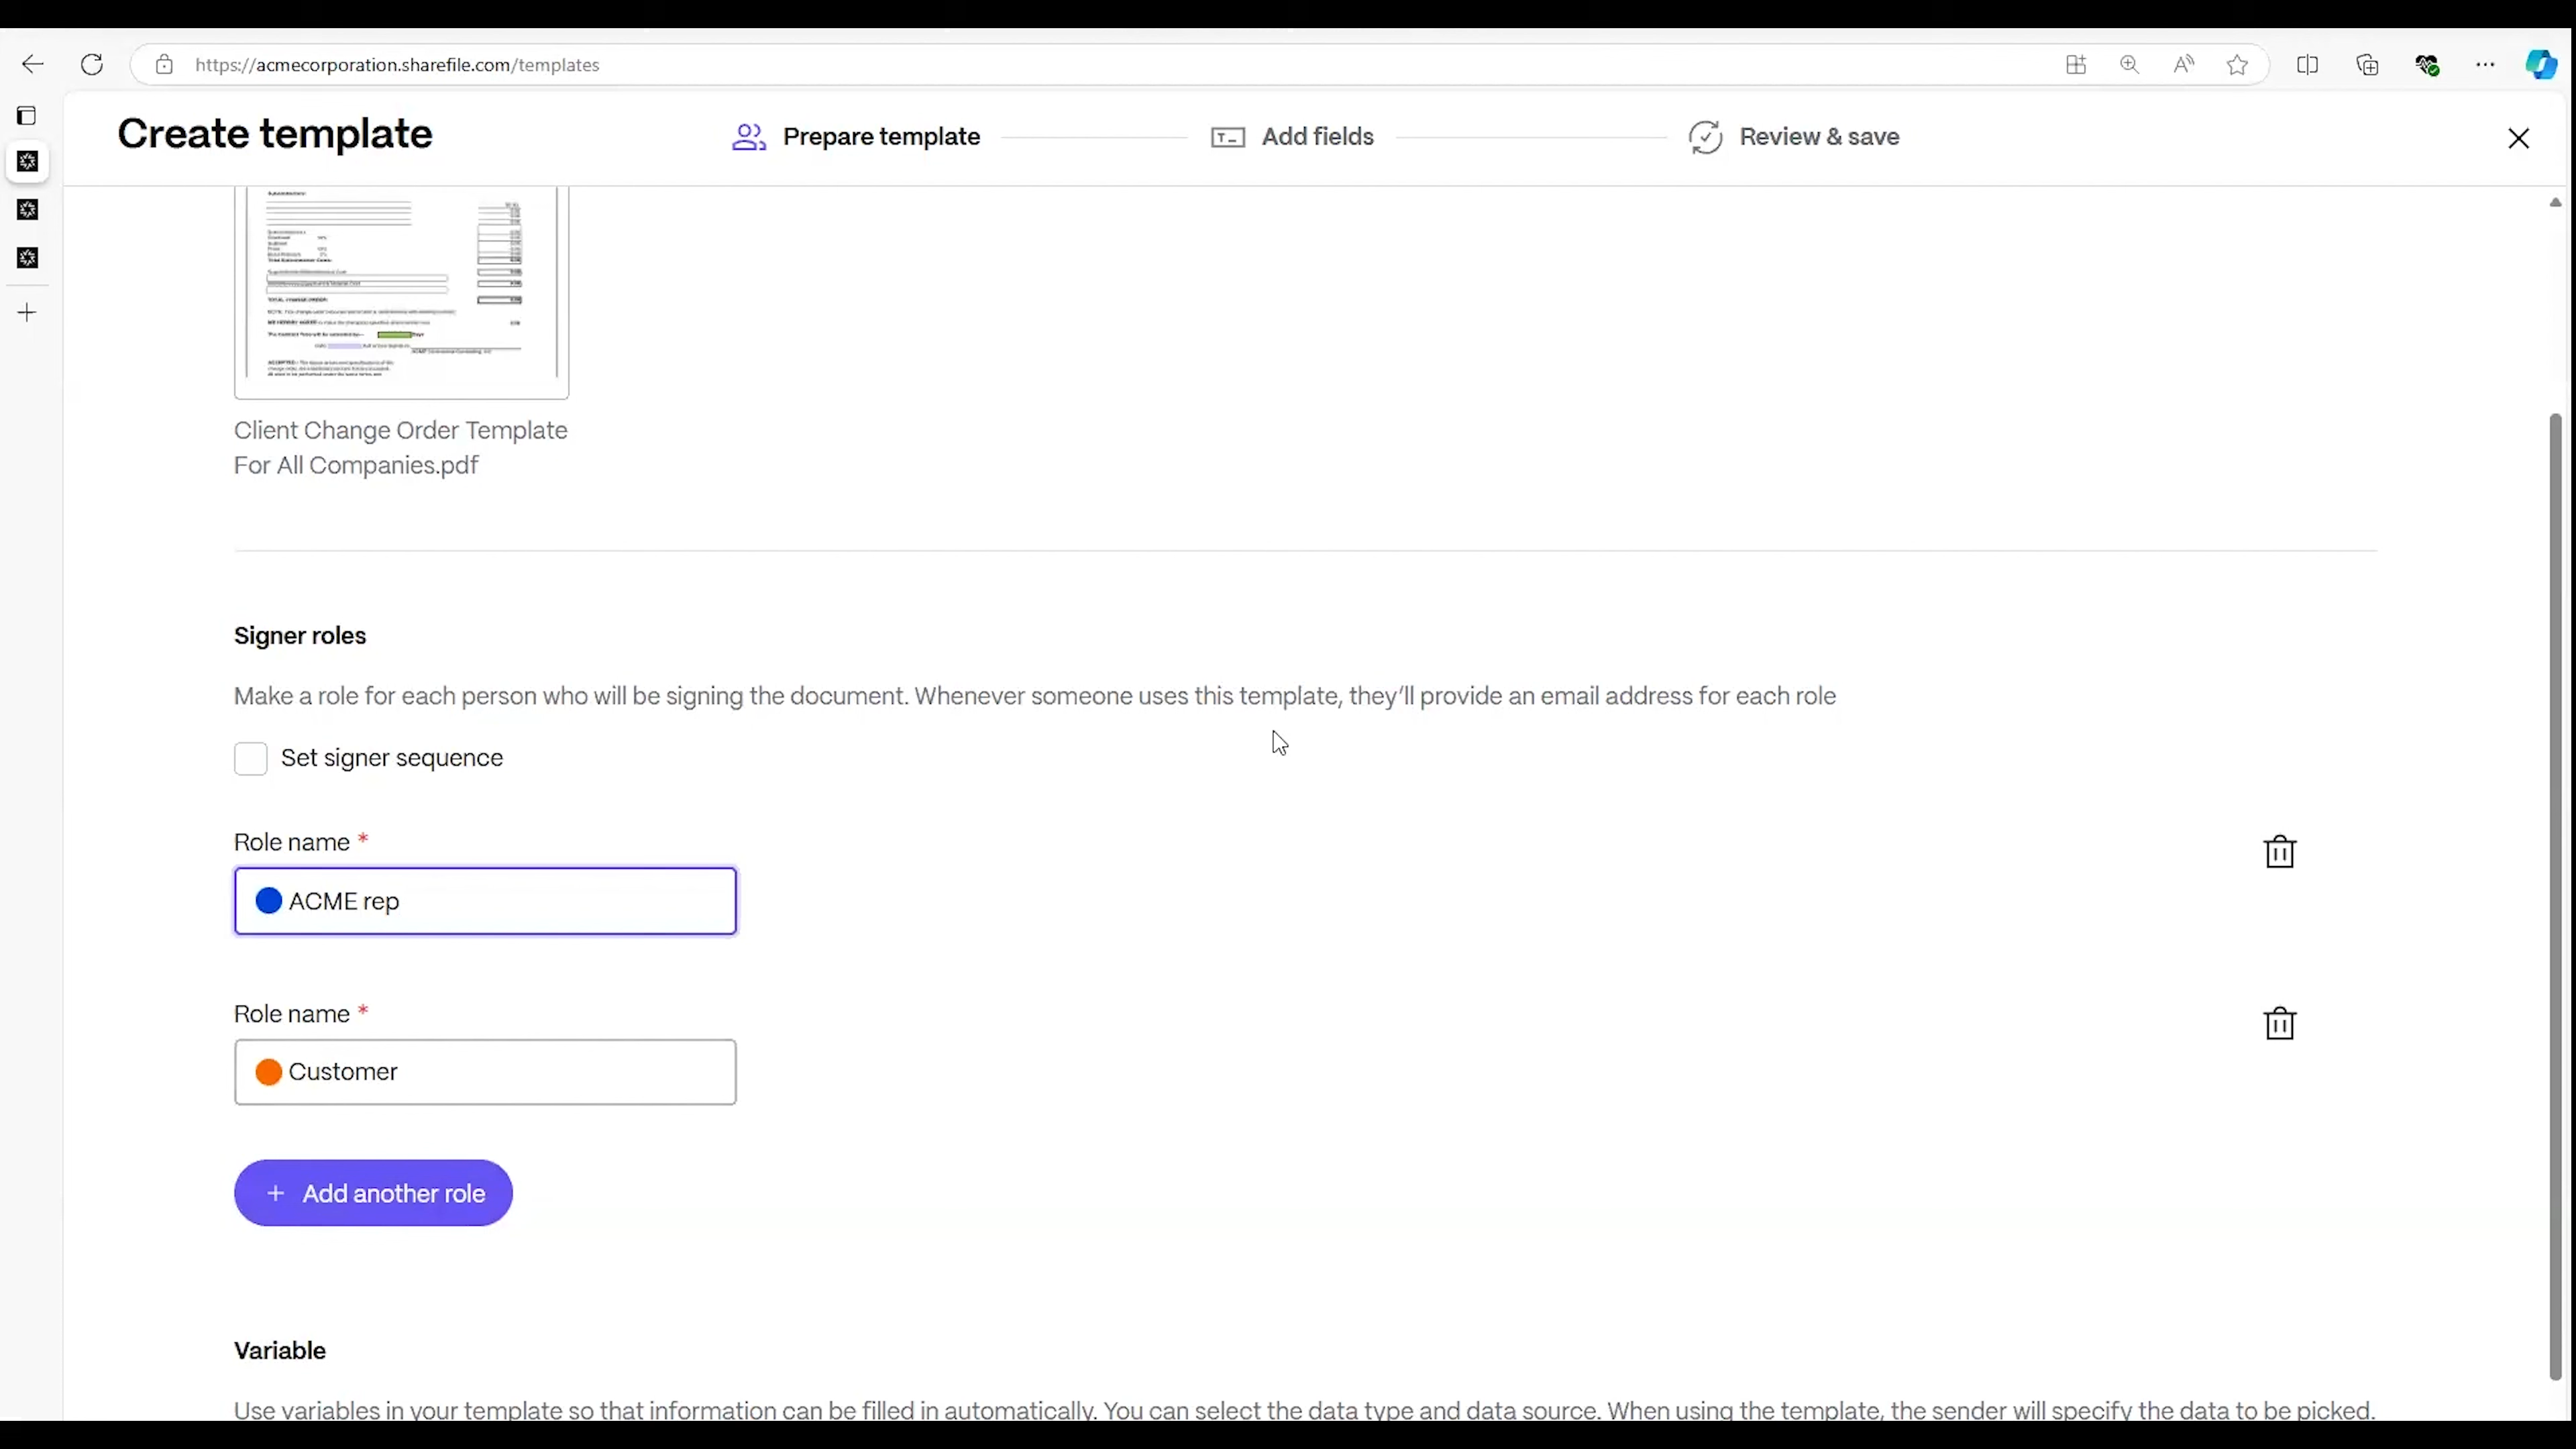 https://acmecorporation.sharefile.com/templates
Create template
Prepare template
Add fields
Review & save
TOTAL CHANGE ORDER:
Client Change Order Template
For All Companies.pdf
Signer roles
Make a role for each person who will be signing the document. Whenever someone uses this template, they'll provide an email address for each role
Set signer sequence
Role name *
ACME rep
Role name *
Customer
+ Add another role
Variable
Use variables in your template so that information can be filled in automatically. You can select the data type and data source. When using the template, the sender will specify the data to be picked.